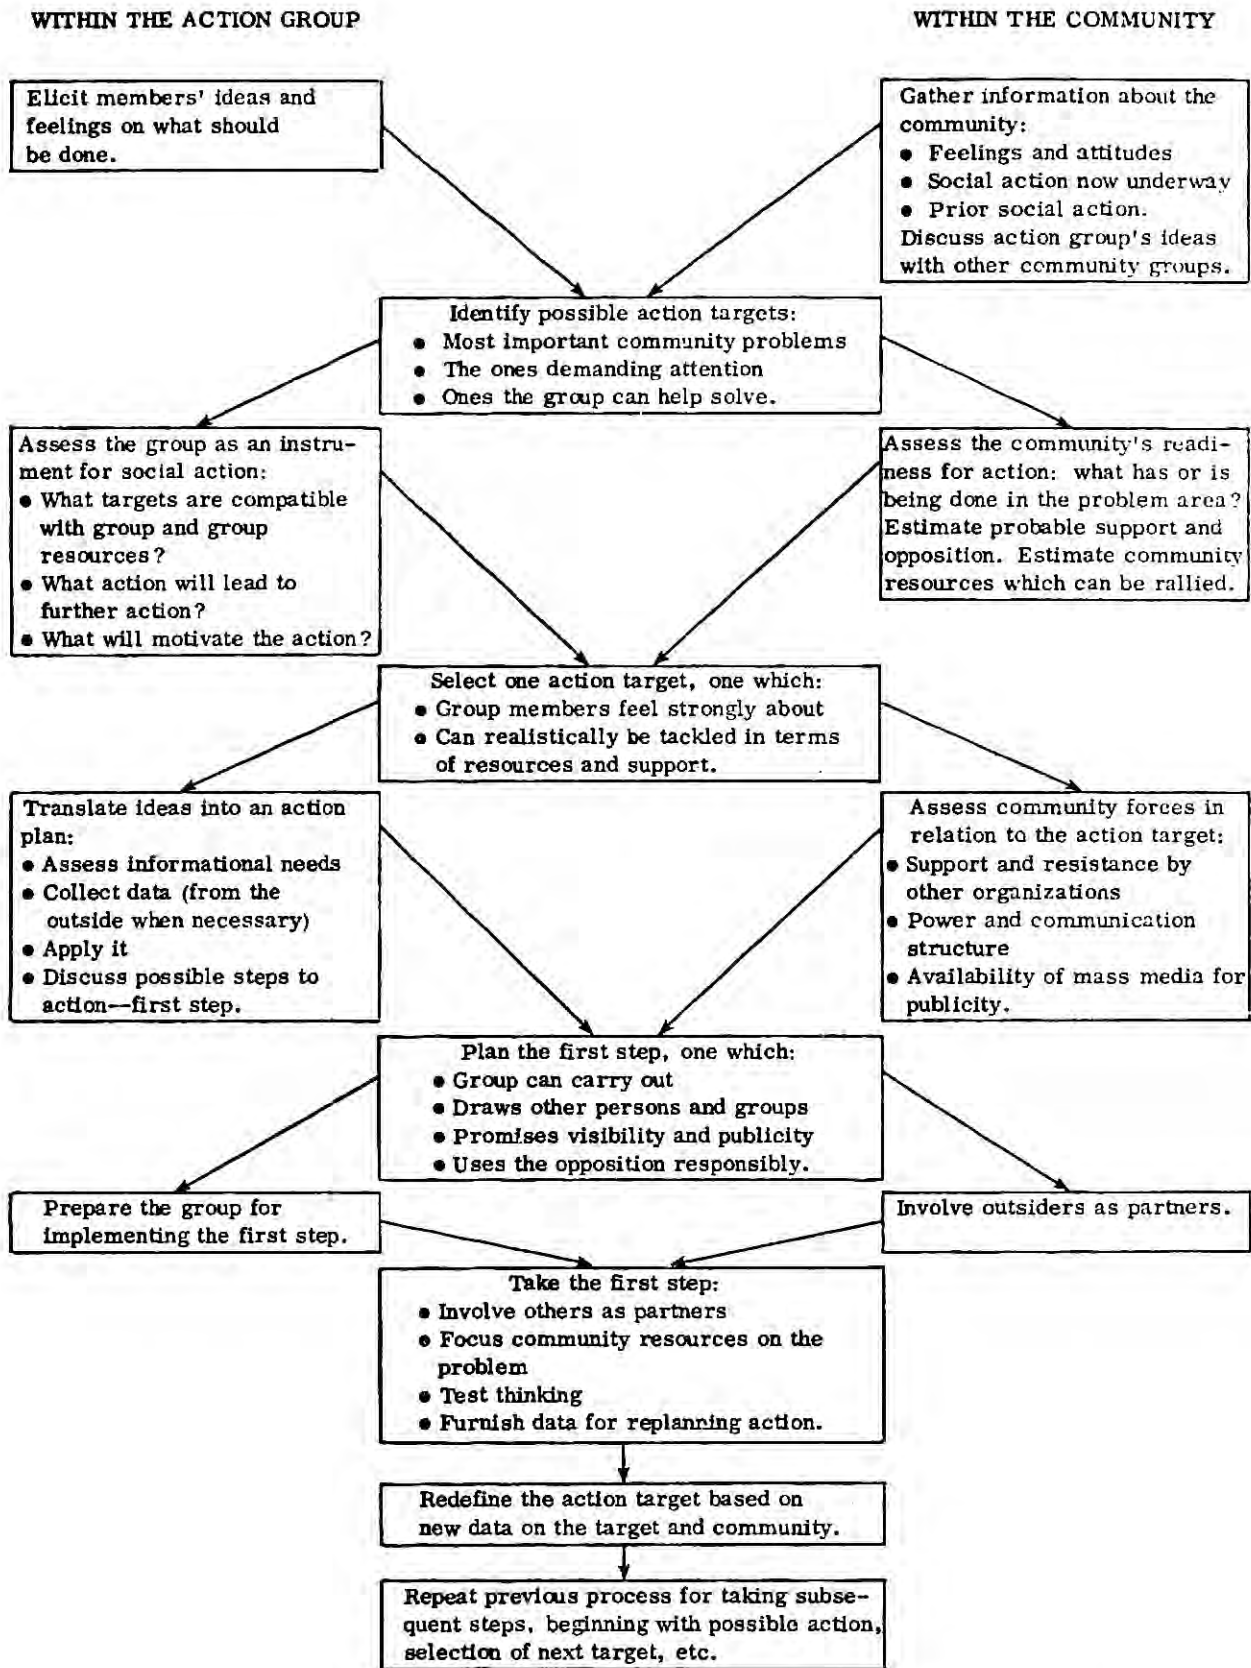 WITHIN THE ACTION GROUP
WITHIN THE COMMUNITY
Elicit members' ideas and
feelings on what should
be done.
Gather information about the
community:
● Feelings and attitudes
● Social action now underway
● Prior social action.
Discuss action group's ideas
with other community groups.
Identify possible action targets:
● Most important community problems
● The ones demanding attention
● Ones the group can help solve.
Assess the group as an instru-
ment for social action:
● What targets are compatible
with group and group
resources?
● What action will lead to
further action?
● What will motivate the action?
Assess the community's readi-
ness for action: what has or is
being done in the problem area?
Estimate probable support and
opposition. Estimate community
resources which can be rallied.
Select one action target, one which:
● Group members feel strongly about
● Can realistically be tackled in terms
of resources and support.
Translate ideas into an action
plan:
● Assess informational needs
● Collect data (from the
outside when necessary)
● Apply it
● Discuss possible steps to
action—first step.
Assess community forces in
relation to the action target:
● Support and resistance by
other organizations
● Power and communication
structure
● Availability of mass media for
publicity.
Plan the first step, one which:
● Group can carry out
● Draws other persons and groups
● Promises visibility and publicity
● Uses the opposition responsibly.
Prepare the group for
implementing the first step.
Involve outsiders as partners.
Take the first step:
● Involve others as partners
● Focus community resources on the
problem
● Test thinking
● Furnish data for replanning action.
Redefine the action target based on
new data on the target and community.
Repeat previous process for taking subse-
quent steps, beginning with possible action,
selection of next target, etc.